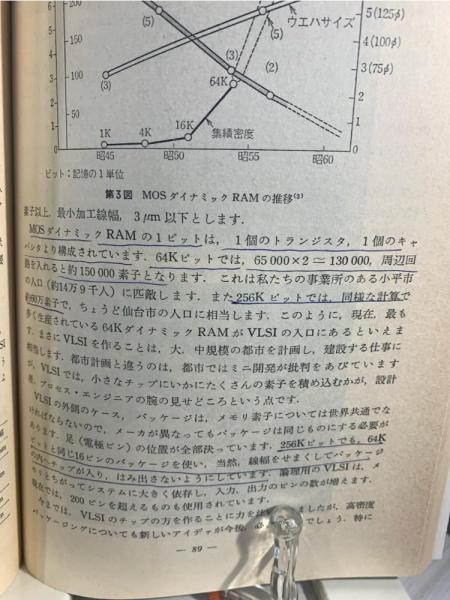 200
(5)
ウエハサイズ
5(125φ)
5
150
(5)
4(100φ)
4
(3)
(2)
3(75φ)
3
100
(3)
64K
2
50
16K
集積密度
1
1K
4K
昭45
昭50
昭55
昭60
ビット:記憶の1単位
第3図 MOSダイナミックRAMの推移(3)
素子以上,最小加工線幅, 3μm以下とします.
MOSダイナミックRAMの1ビットは, 1個のトランジスタ, 1個のキャ
パシタより構成されています. 64Kビットでは, 65 000×2≃130 000, 周辺回
路を入れると約150 000素子となります. これは私たちの事業所のある小平市
の人口(約14万9千人)に匹敵します. また256Kビットでは, 同様な計算で
約60万素子で, ちょうど仙台市の人口に相当します. このように, 現在, 最も
多く生産されている64KダイナミックRAMがVLSIの入口にあるといえま
す. まさにVLSIを作ることは, 大, 中規模の都市を計画し, 建設する仕事に
相当します. 都市計画と違うのは, 都市ではミニ開発が批判をあびています
が, VLSIでは, 小さなチップにいかにたくさんの素子を積め込むかが, 設計
者, プロセス・エンジニアの腕の見せどころという点です.
VLSIの外側のケース, パッケージは, メモリ素子については世界共通でな
ければならないので, メーカが異なってもパッケージは同じものにする必要が
あります. 足(電極ピン)の位置が全部決っています. 256Kビットでも, 64K
ビットと同じ16ピンのパッケージを使い, 当然, 線幅をせまくしてパッケージ
の内へチップが入り, はみ出さないようにしています. 論理用のVLSIは, メ
モリとちがってシステムに大きく依存し, 入力, 出力のピンの数が増えます.
現在では, 200ピンを超えるものも使用されています.
今までは, VLSIのチップの方を作ることに力を ましたが, 高密度
パッケージングについても新しいアイデアが今後, 必 でしょう. 特に
— 89 —